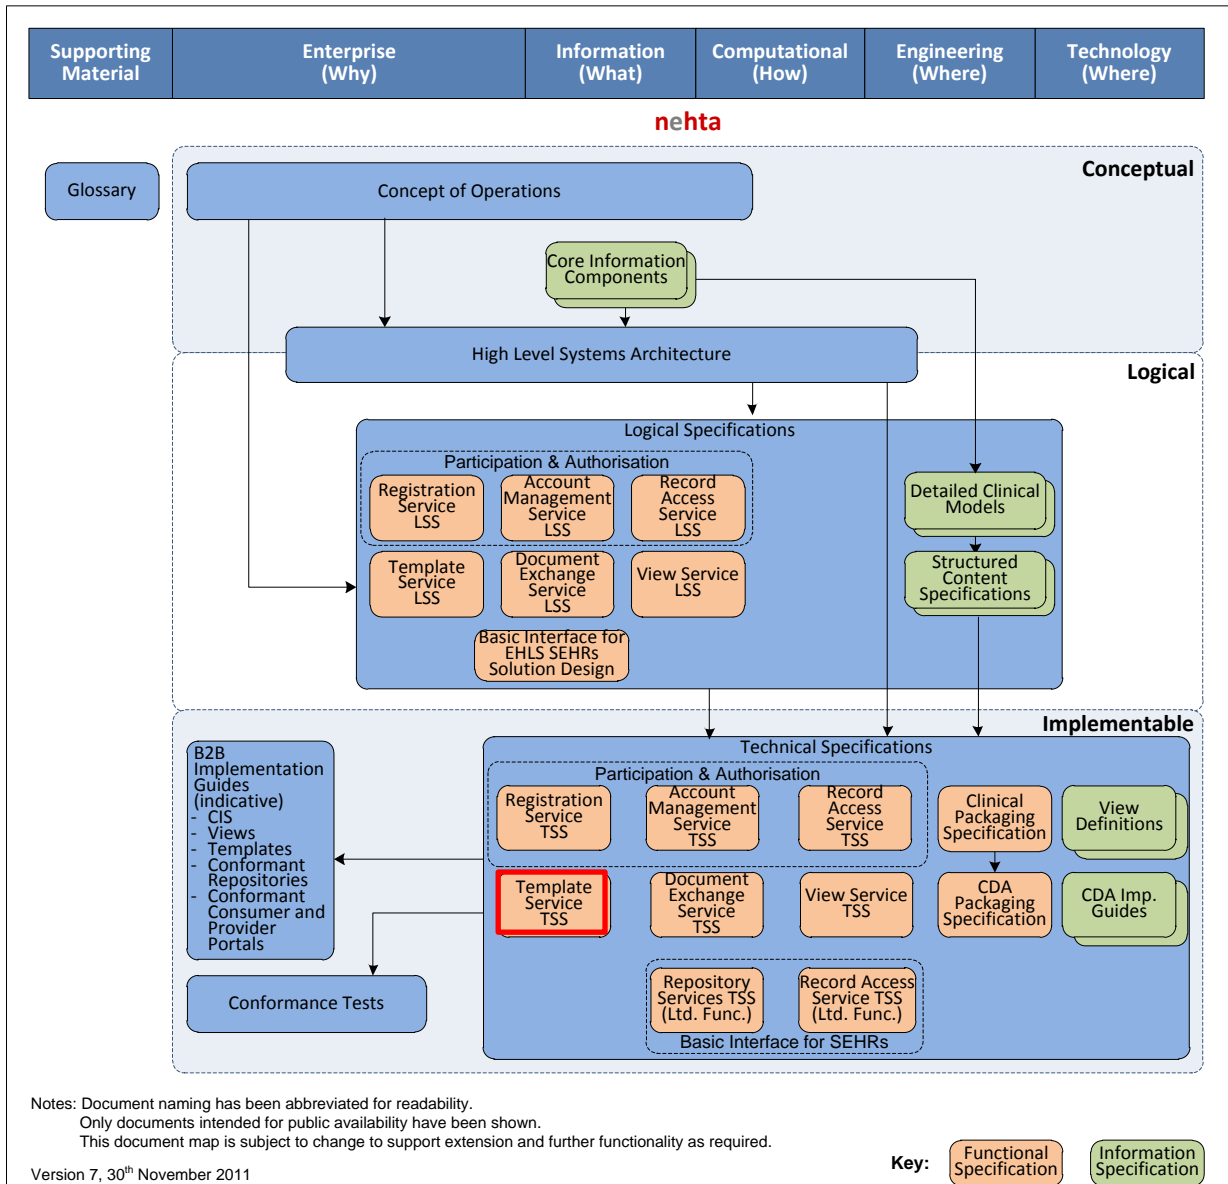 Supporting
Material
Enterprise
(Why)
Information
(What)
Computational
(How)
Engineering
(Where)
Technology
(Where)
nehta
Conceptual
Glossary
Concept of Operations
Core Information
Components
High Level Systems Architecture
Logical
Logical Specifications
Participation & Authorisation
Registration
Service
LSS
Account
Management
Service
LSS
Record
Access
Service
LSS
Detailed Clinical
Models
Template
Service
LSS
Document
Exchange
Service
LSS
View Service
LSS
Structured
Content
Specifications
Basic Interface for
EHLS SEHRs
Solution Design
Implementable
B2B
Implementation
Guides
(indicative)
- CIS
- Views
- Templates
- Conformant
Repositories
- Conformant
Consumer and
Provider
Portals
Technical Specifications
Participation & Authorisation
Registration
Service
TSS
Account
Management
Service
TSS
Record
Access
Service
TSS
Clinical
Packaging
Specification
View
Definitions
Template
Service
TSS
Document
Exchange
Service
TSS
View Service
TSS
CDA
Packaging
Specification
CDA Imp.
Guides
Conformance Tests
Repository
Services TSS
(Ltd. Func.)
Record Access
Service TSS
(Ltd. Func.)
Basic Interface for SEHRs
Notes: Document naming has been abbreviated for readability.
Only documents intended for public availability have been shown.
This document map is subject to change to support extension and further functionality as required.
Version 7, 30th November 2011
Key:
Functional
Specification
Information
Specification